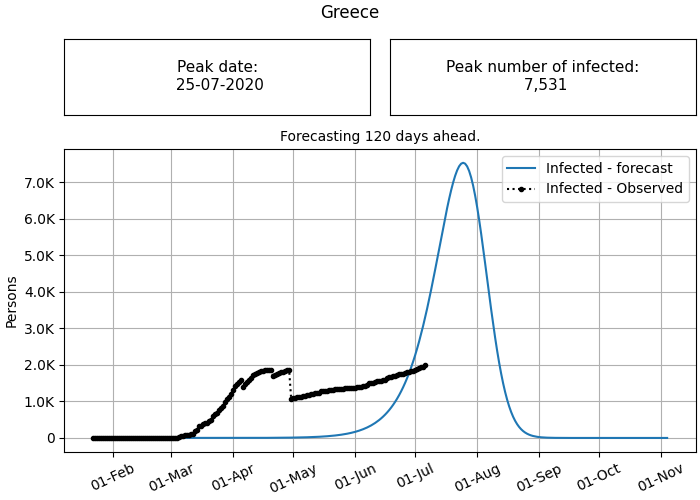 Greece
Peak date:
25-07-2020
Peak number of infected:
7,531
Forecasting 120 days ahead.
Infected - forecast
Infected - Observed
Persons
7.0K
6.0K
5.0K
4.0K
3.0K
2.0K
1.0K
0
01-Feb
01-Mar
01-Apr
01-May
01-Jun
01-Jul
01-Aug
01-Sep
01-Oct
01-Nov